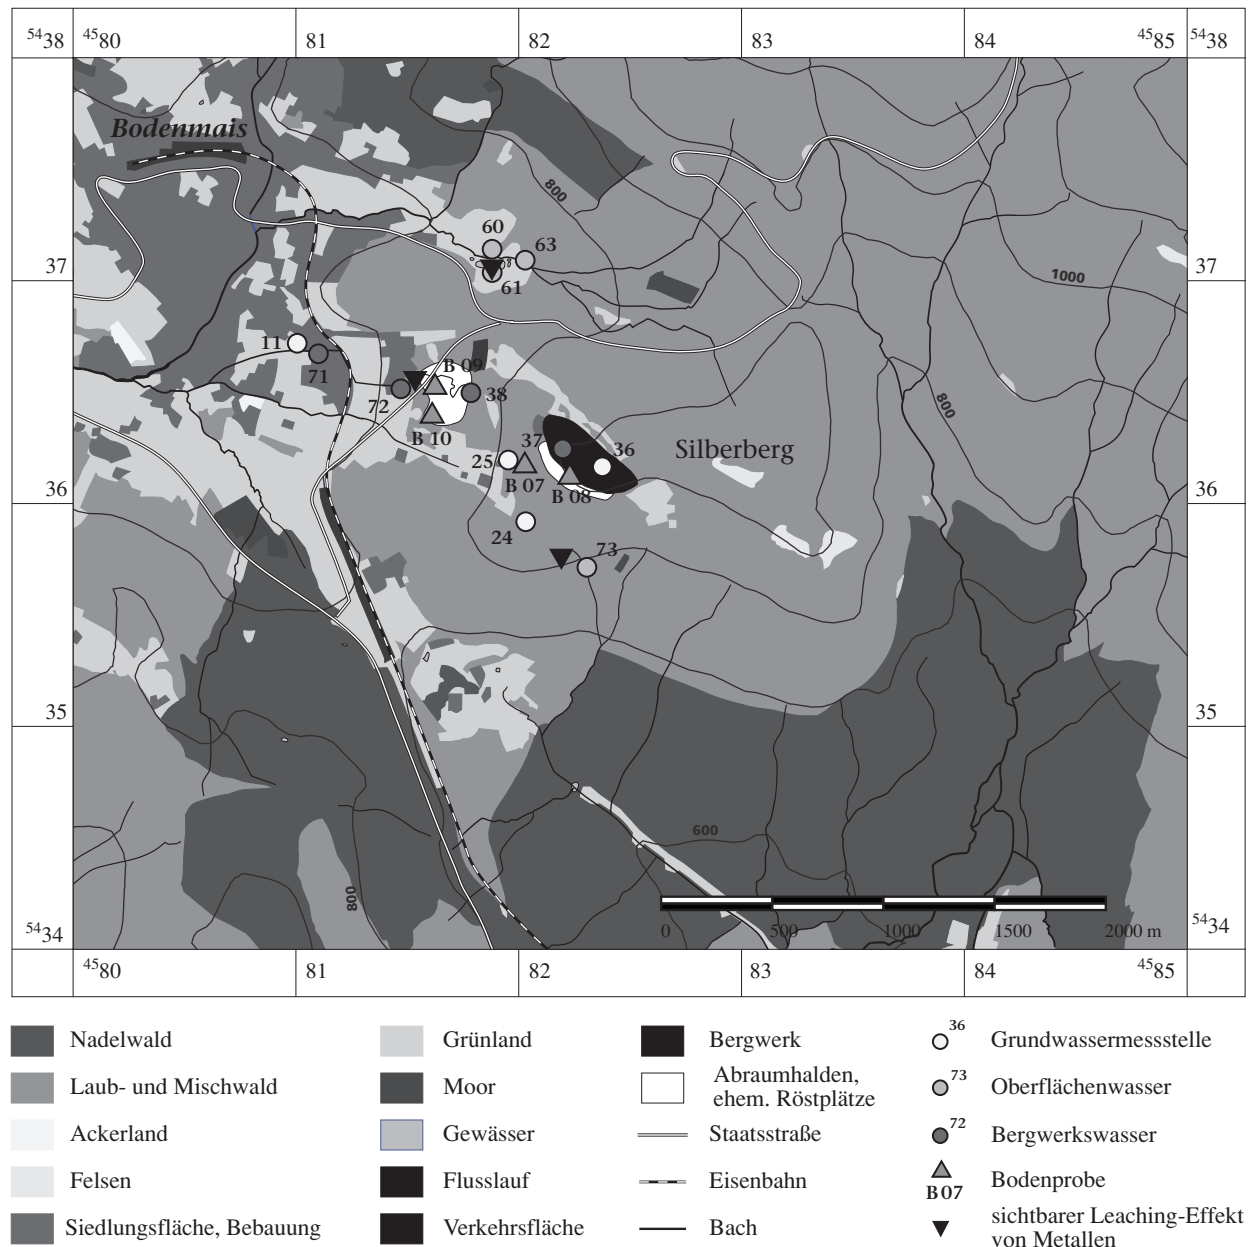 5438 4580 81 82 83 84 4585 5438
Bodenmais
800
60
63
37 37
61
1000
11
71
B 09
72
38
800
B 10
37
36
Silberberg
25
B 07
B 08
36 36
24
73
35 35
600
800
0 500 1000 1500 2000 m
5434 5434
4580 81 82 83 84 4585
Nadelwald
Laub- und Mischwald
Ackerland
Felsen
Siedlungsfläche, Bebauung
Grünland
Moor
Gewässer
Flusslauf
Verkehrsfläche
Bergwerk
Abraumhalden,
ehem. Röstplätze
Staatsstraße
Eisenbahn
Bach
36 Grundwassermessstelle
73 Oberflächenwasser
72 Bergwerkswasser
B 07 Bodenprobe
sichtbarer Leaching-Effekt
von Metallen